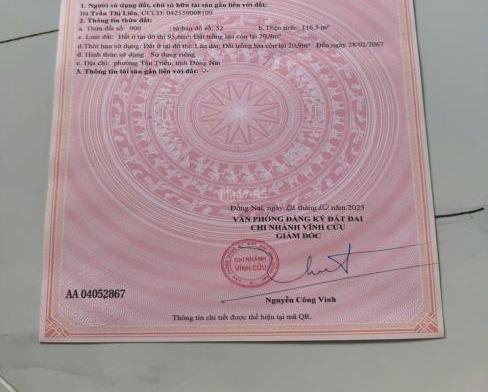 1. Người sử dụng đất, chủ sở hữu tài sản gắn liền với đất:
Bà Trần Thị Liên, CCCD: 042159008109
2. Thông tin thửa đất:
a. Thửa đất số: 900 tờ bản đồ số: 52 b. Diện tích: 116,5 m²
c. Loại đất: Đất ở tại đô thị 95,6m²; Đất trồng lúa còn lại 20,9m²
d.Thời hạn sử dụng: Đất ở tại đô thị: Lâu dài; Đất trồng lúa còn lại 20,9m²: Đến ngày 28/02/2067
đ. Hình thức sử dụng: Sử dụng riêng
e. Địa chỉ: phường Tân Triều, tỉnh Đồng Nai
3. Thông tin tài sản gắn liền với đất: -/-
Đồng Nai, ngày tháng năm 2025
VĂN PHÒNG ĐĂNG KÝ ĐẤT ĐAI
CHI NHÁNH VĨNH CỬU
GIÁM ĐỐC
CHI NHÁNH
VĨNH CỬU
AA 04052867
Nguyễn Công Vinh
Thông tin chi tiết được thể hiện tại mã QR.